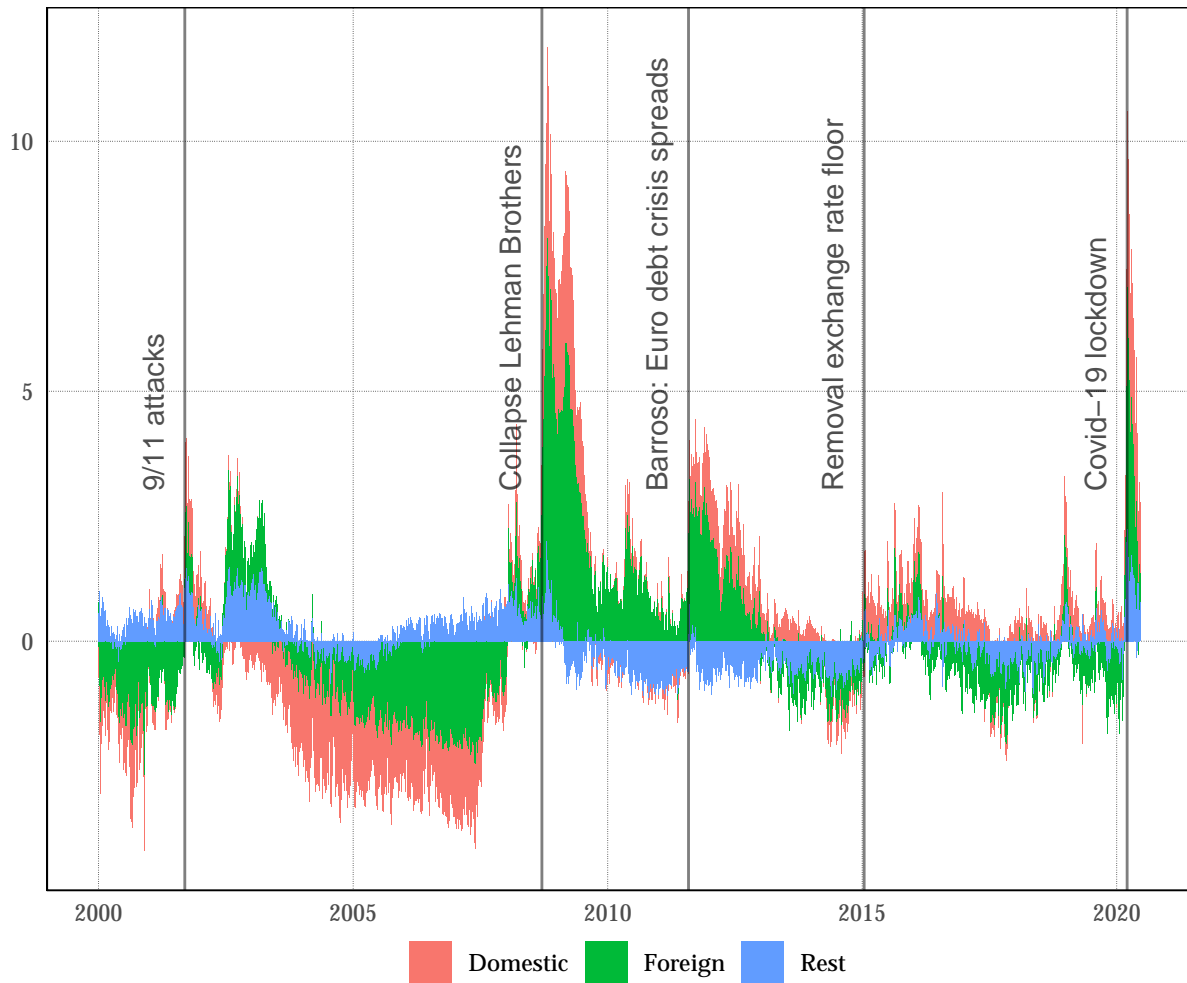 10
5
0
9/11 attacks
Collapse Lehman Brothers
Barroso: Euro debt crisis spreads
Removal exchange rate floor
Covid−19 lockdown
2000
2005
2010
2015
2020
Domestic
Foreign
Rest